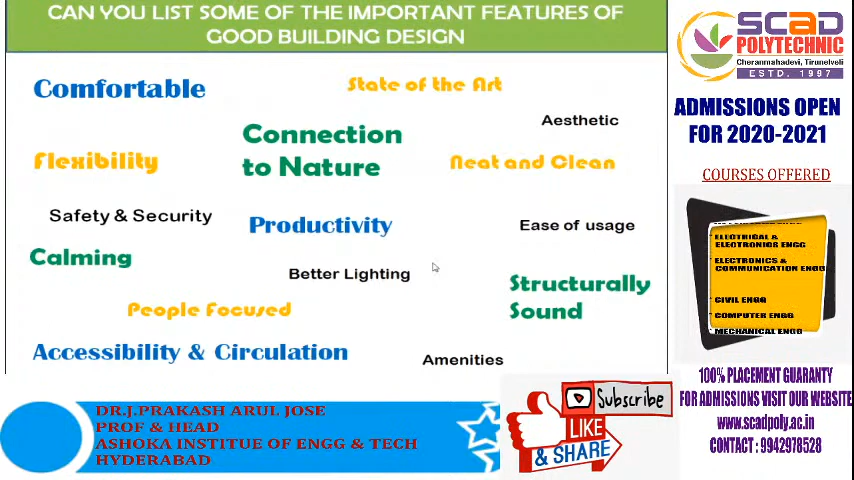 CAN YOU LIST SOME OF THE IMPORTANT FEATURES OF
GOOD BUILDING DESIGN
Comfortable
State of the Art
Aesthetic
Connection
to Nature
Flexibility
Neat and Clean
Safety & Security
Productivity
Ease of usage
Calming
Better Lighting
Structurally
Sound
People Focused
Accessibility & Circulation
Amenities
SCAD
POLYTECHNIC
Cheranmahadevi, Tirunelveli
ESTD. 1997
ADMISSIONS OPEN
FOR 2020-2021
COURSES OFFERED
ELECTRICAL &
ELECTRONICS ENGG
ELECTRONICS &
COMMUNICATION ENGG
CIVIL ENGG
COMPUTER ENGG
MECHANICAL ENGG
100% PLACEMENT GUARANTY
FOR ADMISSIONS VISIT OUR WEBSITE
www.scadpoly.ac.in
CONTACT : 9942978528
DR.J.PRAKASH ARUL JOSE
PROF & HEAD
ASHOKA INSTITUE OF ENGG & TECH
HYDERABAD
Subscribe
LIKE
& SHARE